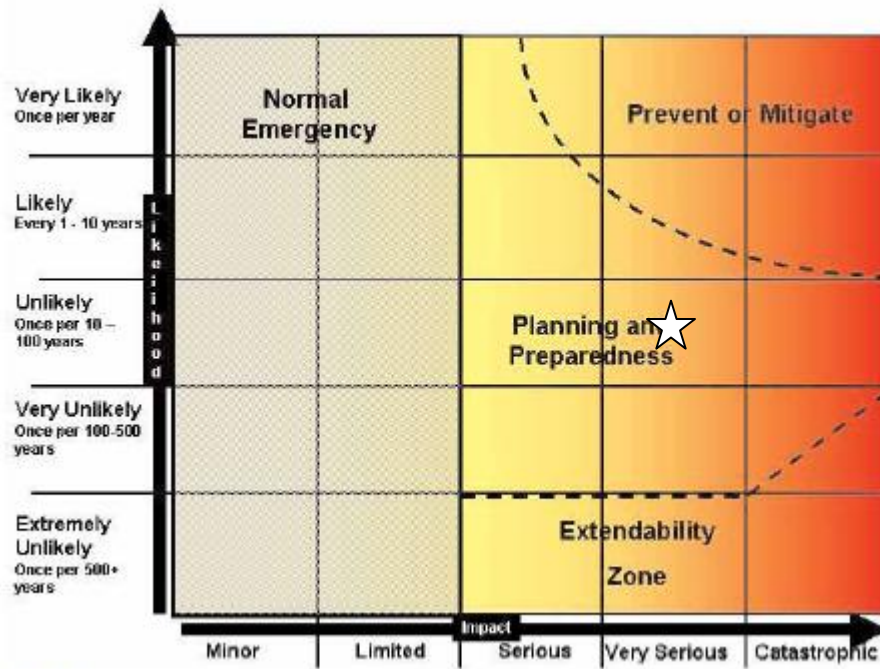 Very Likely
Once per year
Normal
Emergency
Prevent or Mitigate
Likely
Every 1 - 10 years
Likelihood
Unlikely
Once per 10 –
100 years
Planning an
Preparedness
Very Unlikely
Once per 100-500
years
Extremely
Unlikely
Once per 500+
years
Extendability
Zone
Impact
Minor
Limited
Serious
Very Serious
Catastrophic